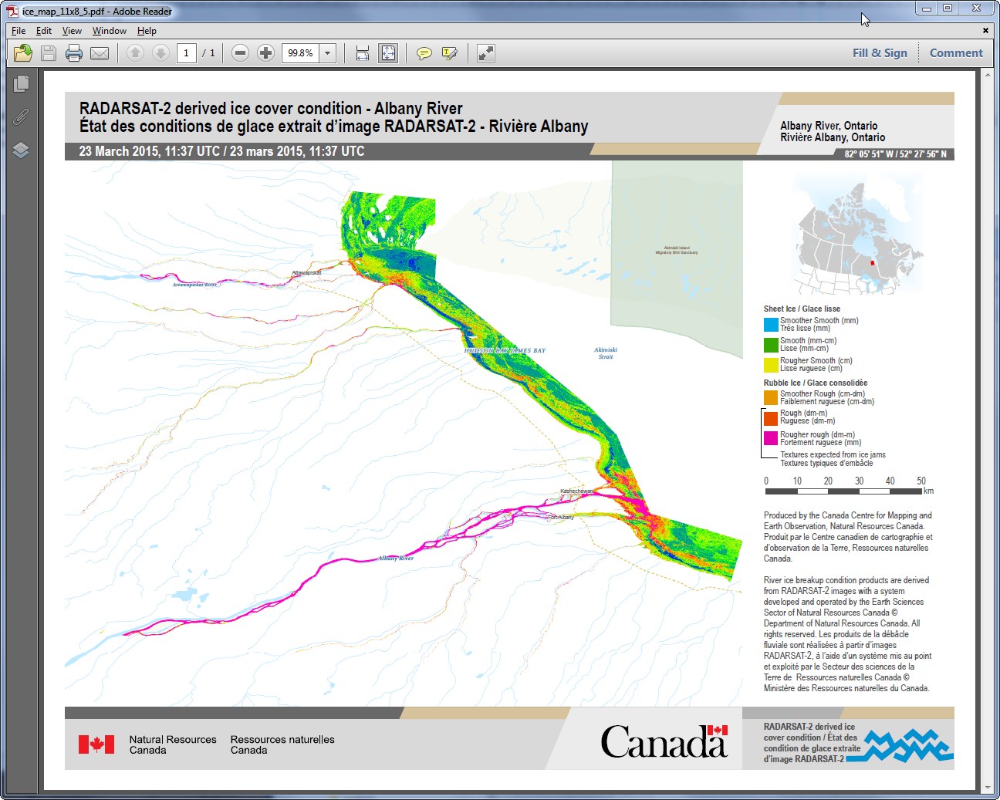 ice_map_11x8_5.pdf - Adobe Reader
File Edit View Window Help
1 / 1
99.8%
Fill & Sign
Comment
RADARSAT-2 derived ice cover condition - Albany River
État des conditions de glace extrait d'image RADARSAT-2 - Rivière Albany
23 March 2015, 11:37 UTC / 23 mars 2015, 11:37 UTC
Albany River, Ontario
Rivière Albany, Ontario
82° 05' 51" W / 52° 27' 56" N
Akimiski Island
Migratory Bird Sanctuary
Attawapiskat
Attawapiskat River
HUDSON BAY JAMES BAY
Akimiski
Strait
Kashechewan
Fort Albany
Albany River
Sheet Ice / Glace lisse
Smoother Smooth (mm)
Très lisse (mm)
Smooth (mm-cm)
Lisse (mm-cm)
Rougher Smooth (cm)
Lisse ruguese (cm)
Rubble Ice / Glace consolidée
Smoother Rough (cm-dm)
Faiblement ruguese (cm-dm)
Rough (dm-m)
Ruguese (dm-m)
Rougher rough (dm-m)
Fortement ruguese (mm)
Textures expected from ice jams
Textures typiques d'embâcle
0 10 20 30 40 50
km
Produced by the Canada Centre for Mapping and
Earth Observation, Natural Resources Canada.
Produit par le Centre canadien de cartographie et
d'observation de la Terre, Ressources naturelles
Canada.
River ice breakup condition products are derived
from RADARSAT-2 images with a system
developed and operated by the Earth Sciences
Sector of Natural Resources Canada ©
Department of Natural Resources Canada. All
rights reserved. Les produits de la débâcle
fluviale sont réalisées à partir d'images
RADARSAT-2, à l'aide d'un système mis au point
et exploité par le Secteur des sciences de la
Terre de Ressources naturelles Canada ©
Ministère des Ressources naturelles du Canada.
Natural Resources
Canada
Ressources naturelles
Canada
Canada
RADARSAT-2 derived ice
cover condition / État des
condition de glace extraite
d'image RADARSAT-2